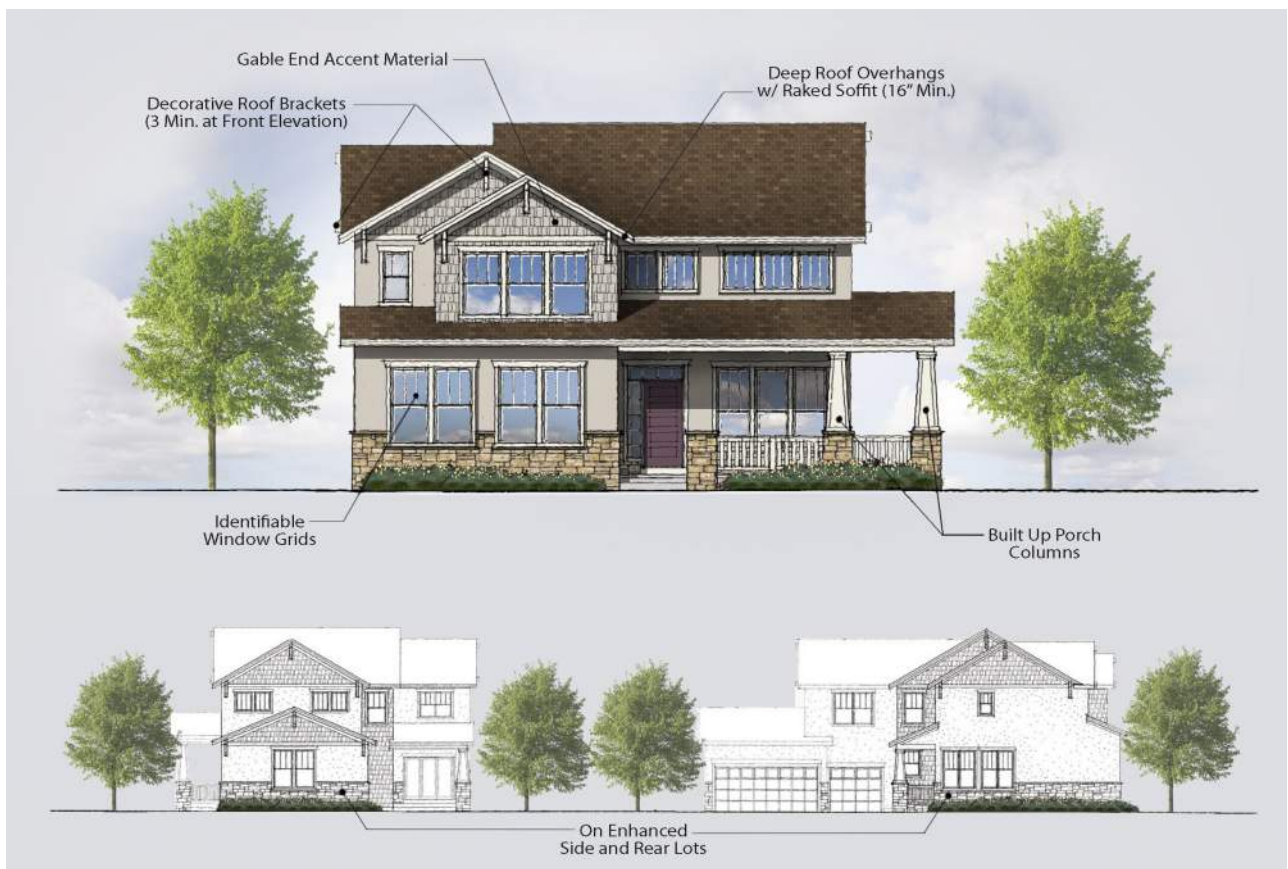 Gable End Accent Material
Deep Roof Overhangs
w/ Raked Soffit (16" Min.)
Decorative Roof Brackets
(3 Min. at Front Elevation)
Identifiable
Window Grids
Built Up Porch
Columns
On Enhanced
Side and Rear Lots